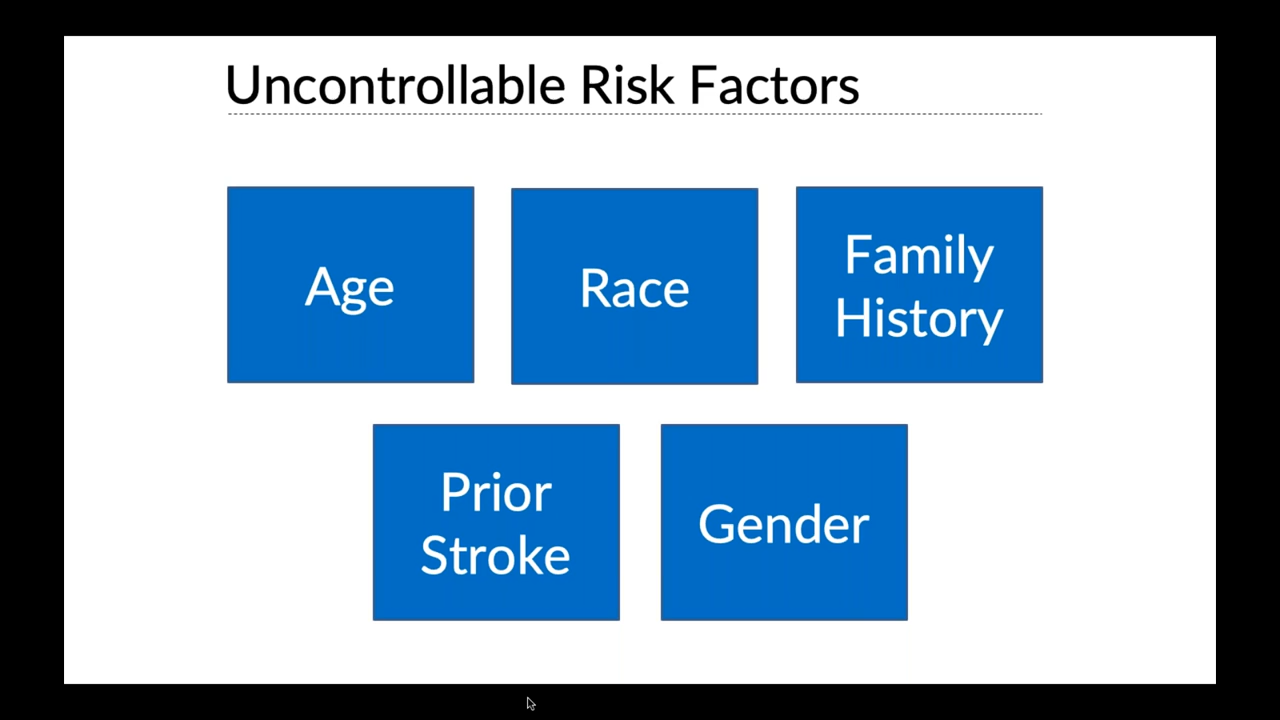 Uncontrollable Risk Factors
Age
Race
Family
History
Prior
Stroke
Gender